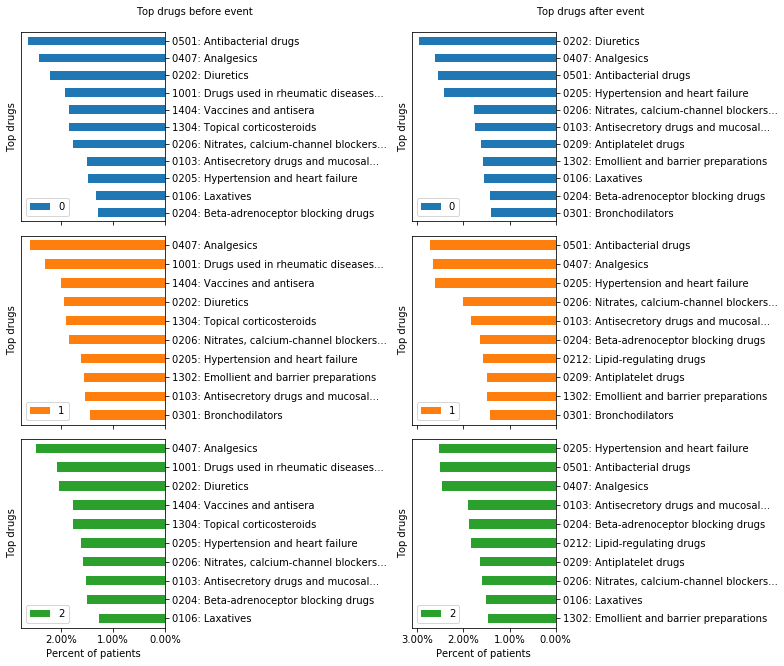 Top drugs before event
Top drugs
0501: Antibacterial drugs
0407: Analgesics
0202: Diuretics
1001: Drugs used in rheumatic diseases...
1404: Vaccines and antisera
1304: Topical corticosteroids
0206: Nitrates, calcium-channel blockers...
0103: Antisecretory drugs and mucosal...
0205: Hypertension and heart failure
0106: Laxatives
0204: Beta-adrenoceptor blocking drugs
0
Top drugs
0407: Analgesics
1001: Drugs used in rheumatic diseases...
1404: Vaccines and antisera
0202: Diuretics
1304: Topical corticosteroids
0206: Nitrates, calcium-channel blockers...
0205: Hypertension and heart failure
1302: Emollient and barrier preparations
0103: Antisecretory drugs and mucosal...
0301: Bronchodilators
1
Top drugs
0407: Analgesics
1001: Drugs used in rheumatic diseases...
0202: Diuretics
1404: Vaccines and antisera
1304: Topical corticosteroids
0205: Hypertension and heart failure
0206: Nitrates, calcium-channel blockers...
0103: Antisecretory drugs and mucosal...
0204: Beta-adrenoceptor blocking drugs
0106: Laxatives
2
2.00% 1.00% 0.00%
Percent of patients
Top drugs after event
Top drugs
0202: Diuretics
0407: Analgesics
0501: Antibacterial drugs
0205: Hypertension and heart failure
0206: Nitrates, calcium-channel blockers...
0103: Antisecretory drugs and mucosal...
0209: Antiplatelet drugs
1302: Emollient and barrier preparations
0106: Laxatives
0204: Beta-adrenoceptor blocking drugs
0301: Bronchodilators
0
Top drugs
0501: Antibacterial drugs
0407: Analgesics
0205: Hypertension and heart failure
0206: Nitrates, calcium-channel blockers...
0103: Antisecretory drugs and mucosal...
0204: Beta-adrenoceptor blocking drugs
0212: Lipid-regulating drugs
0209: Antiplatelet drugs
1302: Emollient and barrier preparations
0301: Bronchodilators
1
Top drugs
0205: Hypertension and heart failure
0501: Antibacterial drugs
0407: Analgesics
0103: Antisecretory drugs and mucosal...
0204: Beta-adrenoceptor blocking drugs
0212: Lipid-regulating drugs
0209: Antiplatelet drugs
0206: Nitrates, calcium-channel blockers...
0106: Laxatives
1302: Emollient and barrier preparations
2
3.00% 2.00% 1.00% 0.00%
Percent of patients